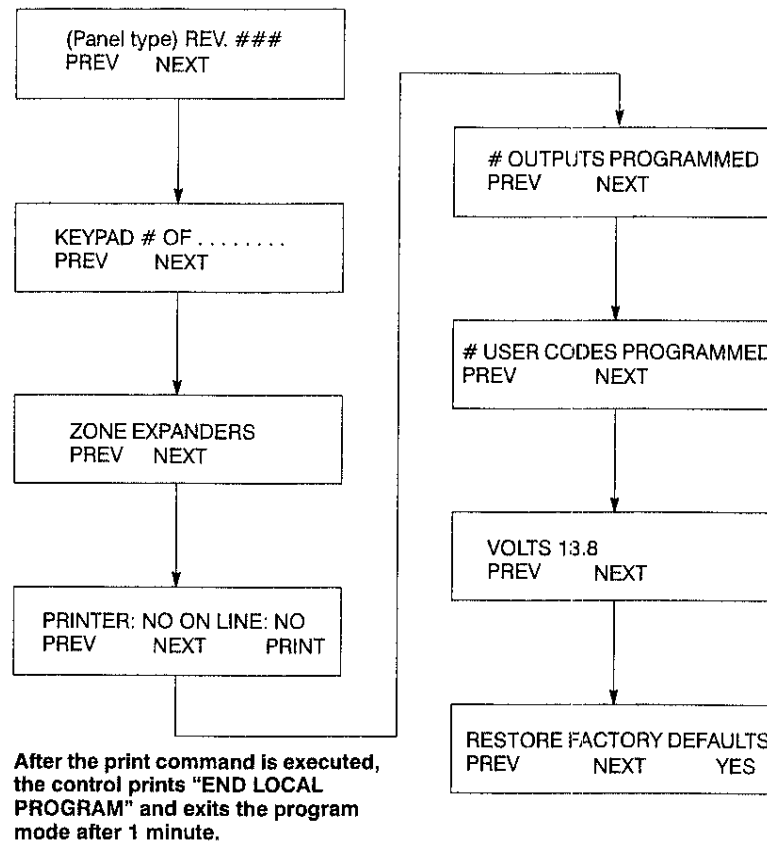 (Panel type) REV. ###
PREV NEXT
KEYPAD # OF . . . . . . . .
PREV NEXT
ZONE EXPANDERS
PREV NEXT
PRINTER: NO ON LINE: NO
PREV NEXT PRINT
After the print command is executed,
the control prints “END LOCAL
PROGRAM” and exits the program
mode after 1 minute.
# OUTPUTS PROGRAMMED
PREV NEXT
# USER CODES PROGRAMMED
PREV NEXT
VOLTS 13.8
PREV NEXT
RESTORE FACTORY DEFAULTS
PREV NEXT YES